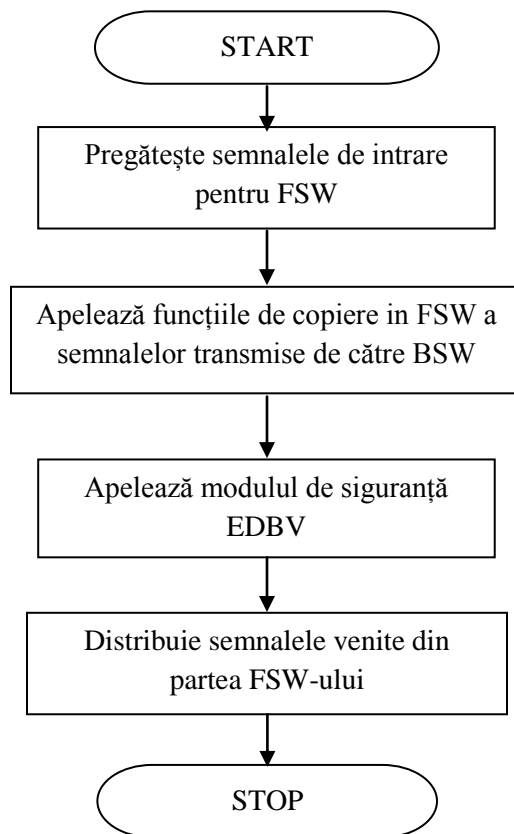 START
Pregătește semnalele de intrare
pentru FSW
Apelează funcțiile de copiere in FSW a
semnalelor transmise de către BSW
Apelează modulul de siguranță
EDBV
Distribuie semnalele venite din
partea FSW-ului
STOP